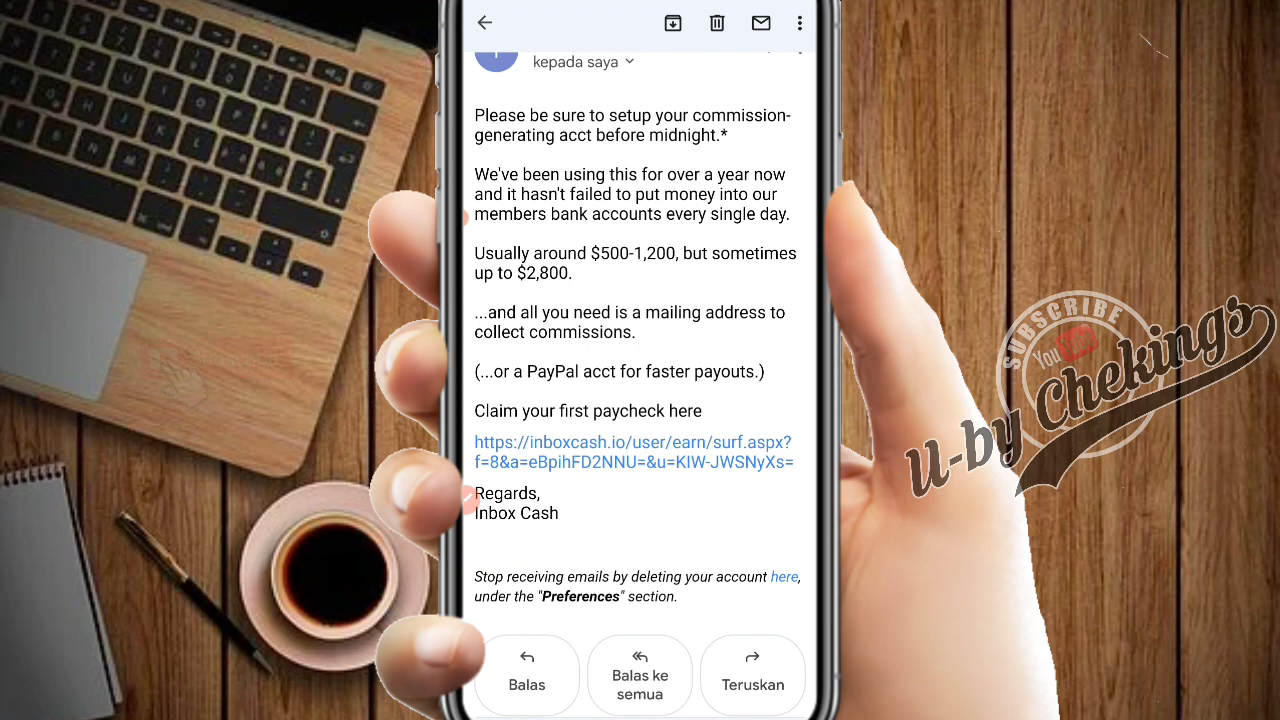 kepada saya
Please be sure to setup your commission-
generating acct before midnight.*
We've been using this for over a year now
and it hasn't failed to put money into our
members bank accounts every single day.
Usually around $500-1,200, but sometimes
up to $2,800.
...and all you need is a mailing address to
collect commissions.
(...or a PayPal acct for faster payouts.)
Claim your first paycheck here
https://inboxcash.io/user/earn/surf.aspx?
f=8&a=eBpihFD2NNU=&u=KIW-JWSNyXs=
Regards,
Inbox Cash
Stop receiving emails by deleting your account here,
under the "Preferences" section.
Balas
Balas ke
semua
Teruskan
SUBSCRIBE
You
U-by Chekings